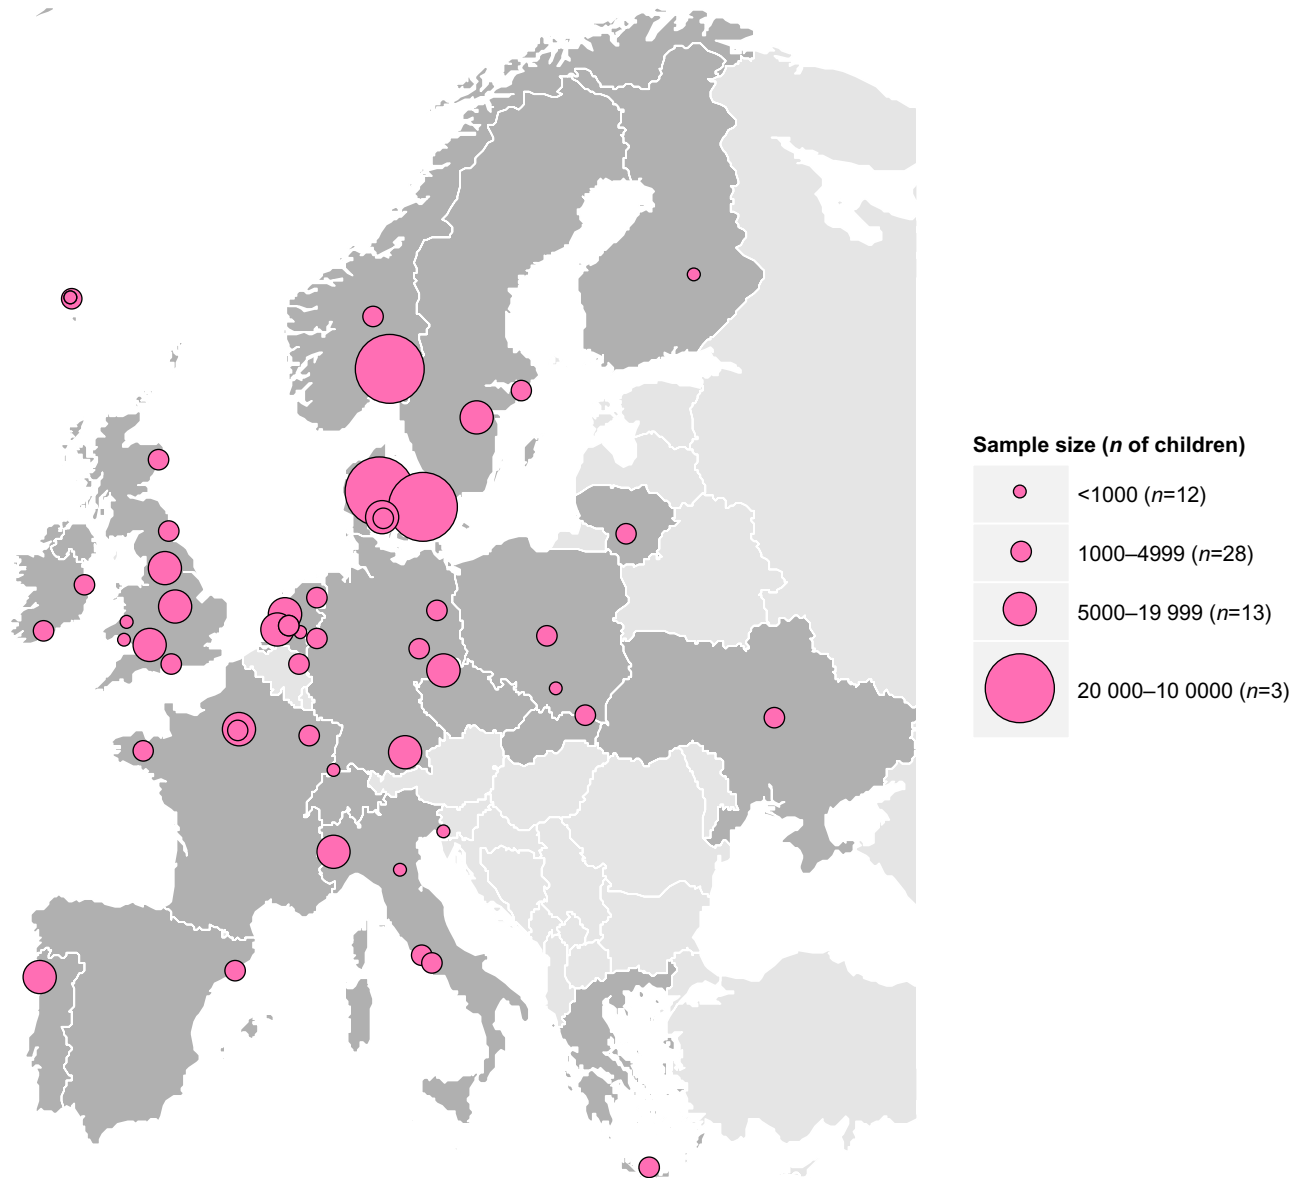 Sample size (n of children)
<1000 (n=12)
1000–4999 (n=28)
5000–19 999 (n=13)
20 000–10 0000 (n=3)